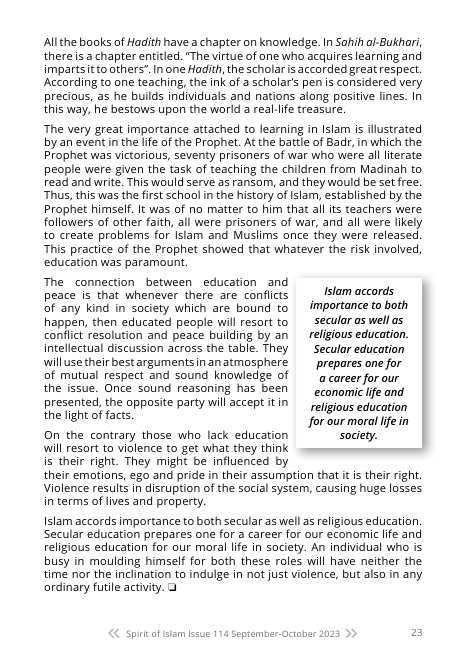 All the books of Hadith have a chapter on knowledge. In Sahih al-Bukhari,
there is a chapter entitled. “The virtue of one who acquires learning and
imparts it to others”. In one Hadith, the scholar is accorded great respect.
According to one teaching, the ink of a scholar’s pen is considered very
precious, as he builds individuals and nations along positive lines. In
this way, he bestows upon the world a real-life treasure.
The very great importance attached to learning in Islam is illustrated
by an event in the life of the Prophet. At the battle of Badr, in which the
Prophet was victorious, seventy prisoners of war who were all literate
people were given the task of teaching the children from Madinah to
read and write. This would serve as ransom, and they would be set free.
Thus, this was the first school in the history of Islam, established by the
Prophet himself. It was of no matter to him that all its teachers were
followers of other faith, all were prisoners of war, and all were likely
to create problems for Islam and Muslims once they were released.
This practice of the Prophet showed that whatever the risk involved,
education was paramount.
The connection between education and
peace is that whenever there are conflicts
of any kind in society which are bound to
happen, then educated people will resort to
conflict resolution and peace building by an
intellectual discussion across the table. They
will use their best arguments in an atmosphere
of mutual respect and sound knowledge of
the issue. Once sound reasoning has been
presented, the opposite party will accept it in
the light of facts.
Islam accords
importance to both
secular as well as
religious education.
Secular education
prepares one for
a career for our
economic life and
religious education
for our moral life in
society.
On the contrary those who lack education
will resort to violence to get what they think
is their right. They might be influenced by
their emotions, ego and pride in their assumption that it is their right.
Violence results in disruption of the social system, causing huge losses
in terms of lives and property.
Islam accords importance to both secular as well as religious education.
Secular education prepares one for a career for our economic life and
religious education for our moral life in society. An individual who is
busy in moulding himself for both these roles will have neither the
time nor the inclination to indulge in not just violence, but also in any
ordinary futile activity. ❑
Spirit of Islam Issue 114 September-October 2023
23